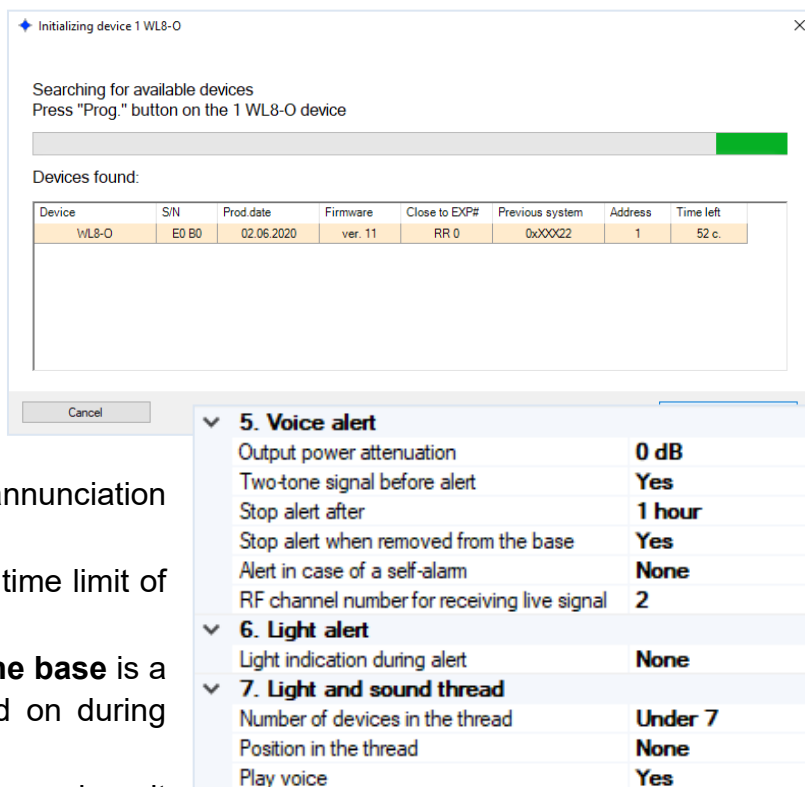 Initializing device 1 WL8-O
Searching for available devices
Press "Prog." button on the 1 WL8-O device
Devices found:
Device S/N Prod.date Firmware Close to EXP# Previous system Address Time left
WL8-O E0 B0 02.06.2020 ver. 11 RR 0 0xXXX22 1 52 c.
Cancel
5. Voice alert
Output power attenuation 0 dB
Two-tone signal before alert Yes
Stop alert after 1 hour
Stop alert when removed from the base Yes
Alert in case of a self-alarm None
RF channel number for receiving live signal 2
6. Light alert
Light indication during alert None
7. Light and sound thread
Number of devices in the thread Under 7
Position in the thread None
Play voice Yes
annunciation
time limit of
ne base is a
d on during